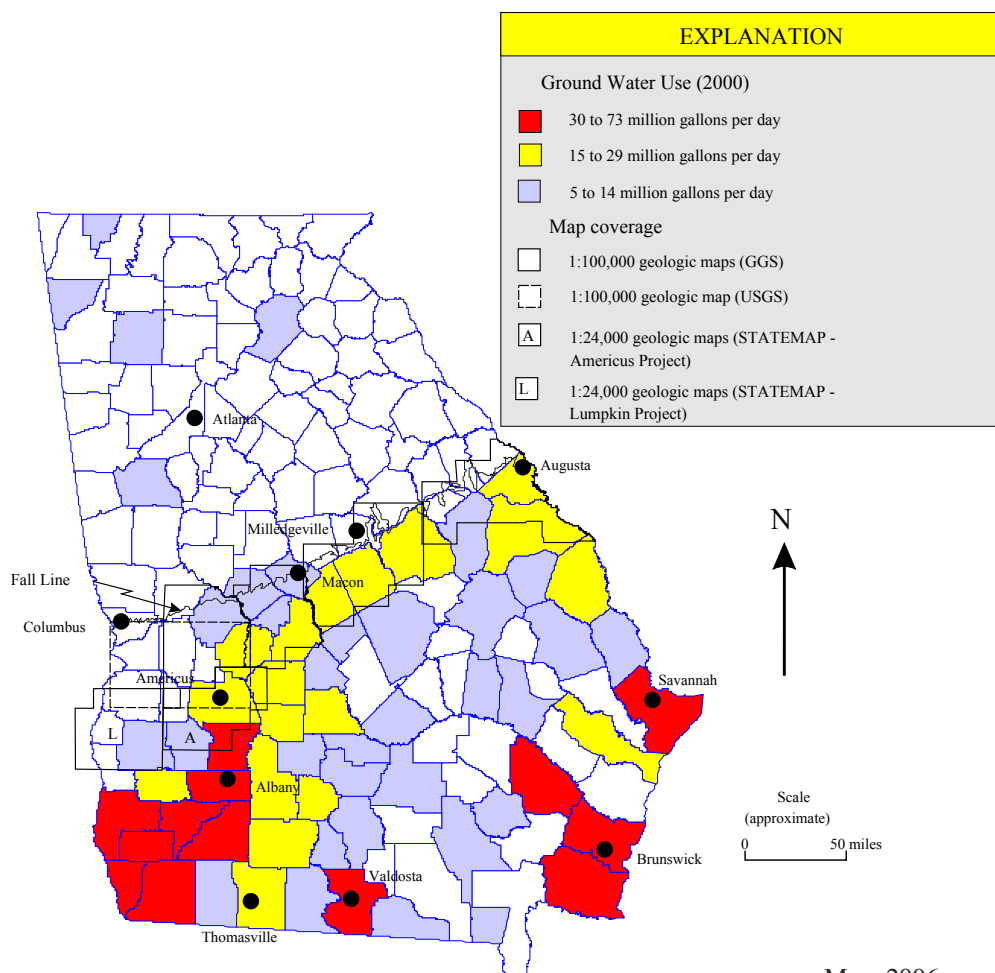 EXPLANATION
Ground Water Use (2000)
30 to 73 million gallons per day
15 to 29 million gallons per day
5 to 14 million gallons per day
Map coverage
1:100,000 geologic maps (GGS)
1:100,000 geologic map (USGS)
A
1:24,000 geologic maps (STATEMAP -
Americus Project)
L
1:24,000 geologic maps (STATEMAP -
Lumpkin Project)
Atlanta
Augusta
Milledgeville
N
Fall Line
Macon
Columbus
Americus
Savannah
L
A
Albany
Scale
(approximate)
0
50 miles
Brunswick
Valdosta
Thomasville